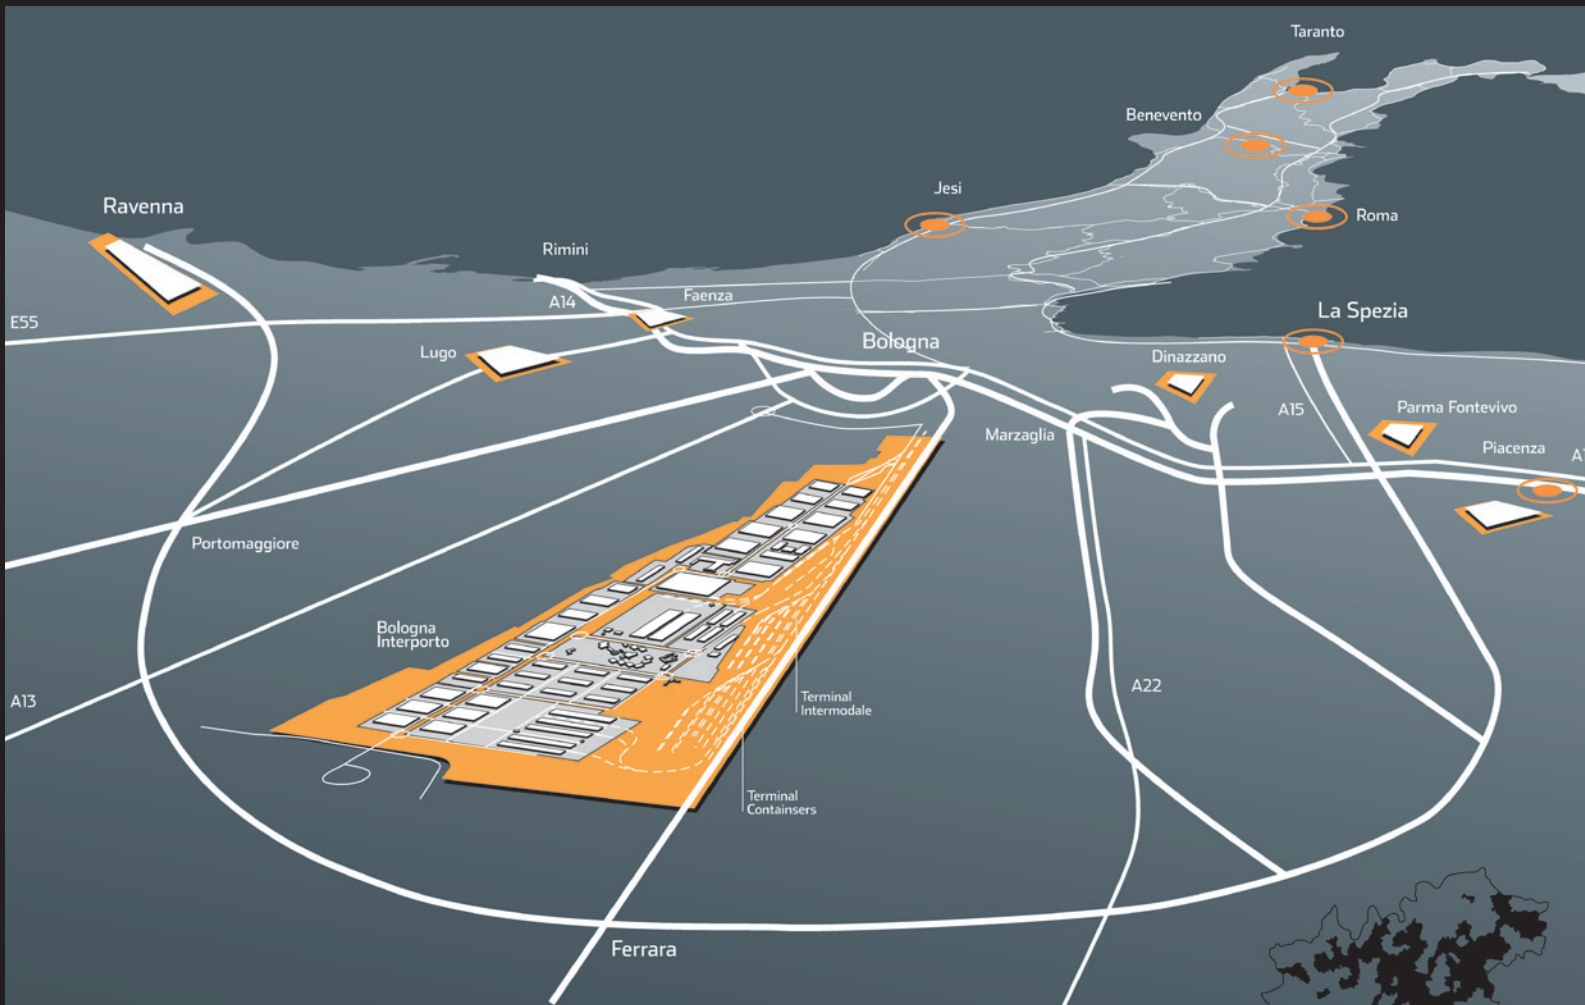 Taranto
Benevento
Jesi
Ravenna
Roma
Rimini
A14
Faenza
E55
La Spezia
Lugo
Bologna
Dinazzano
A15
Parma Fontevivo
Marzaglia
Piacenza
Portomaggiore
Bologna
Interporto
A22
A13
Terminal
Intermodale
Terminal
Containsers
Ferrara